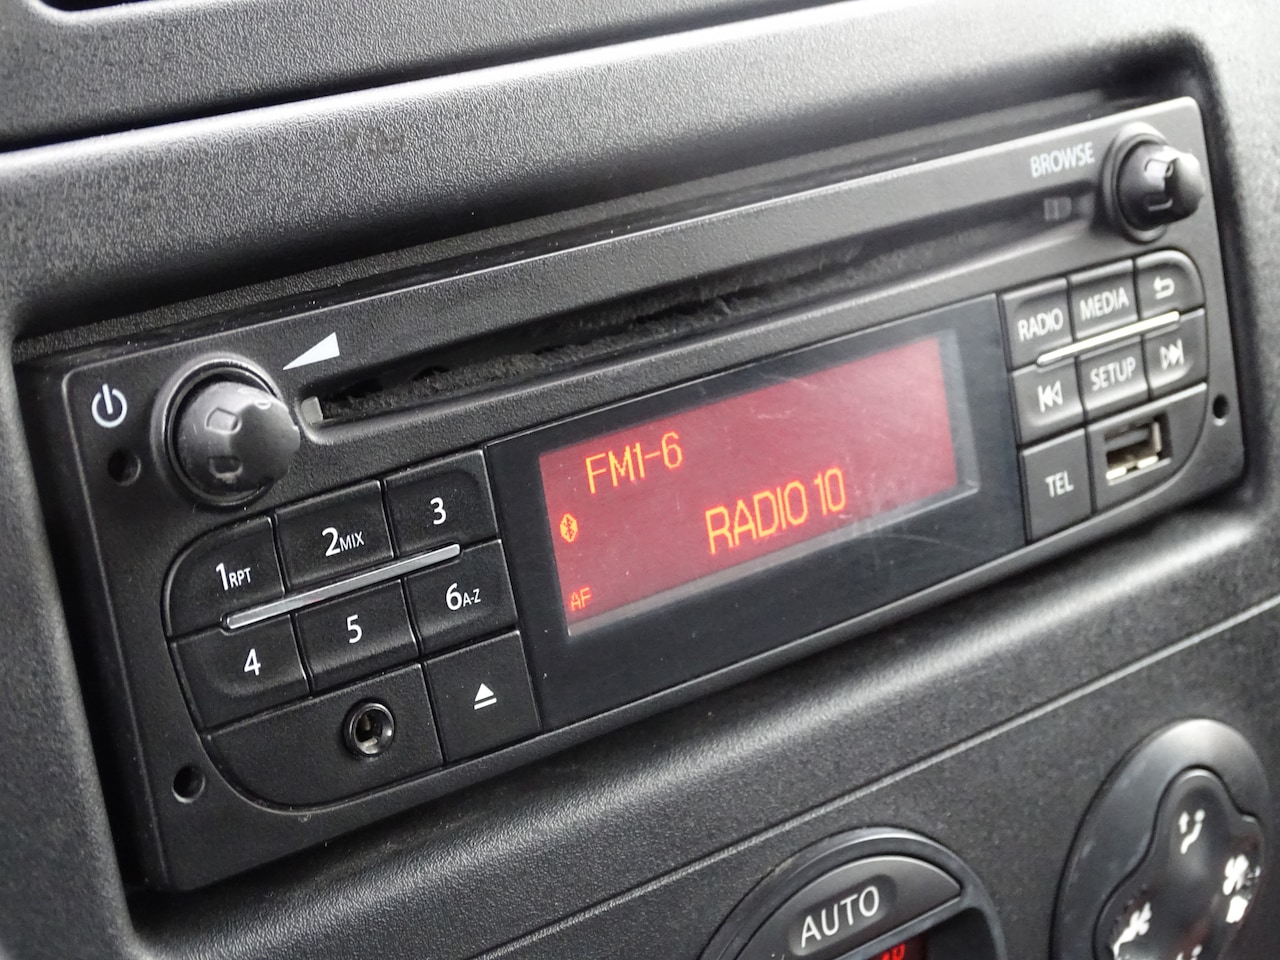 BROWSE
RADIO
MEDIA
SETUP
TEL
FM1-6
RADIO 10
AF
1RPT
2MIX
3
4
5
6A-Z
AUTO